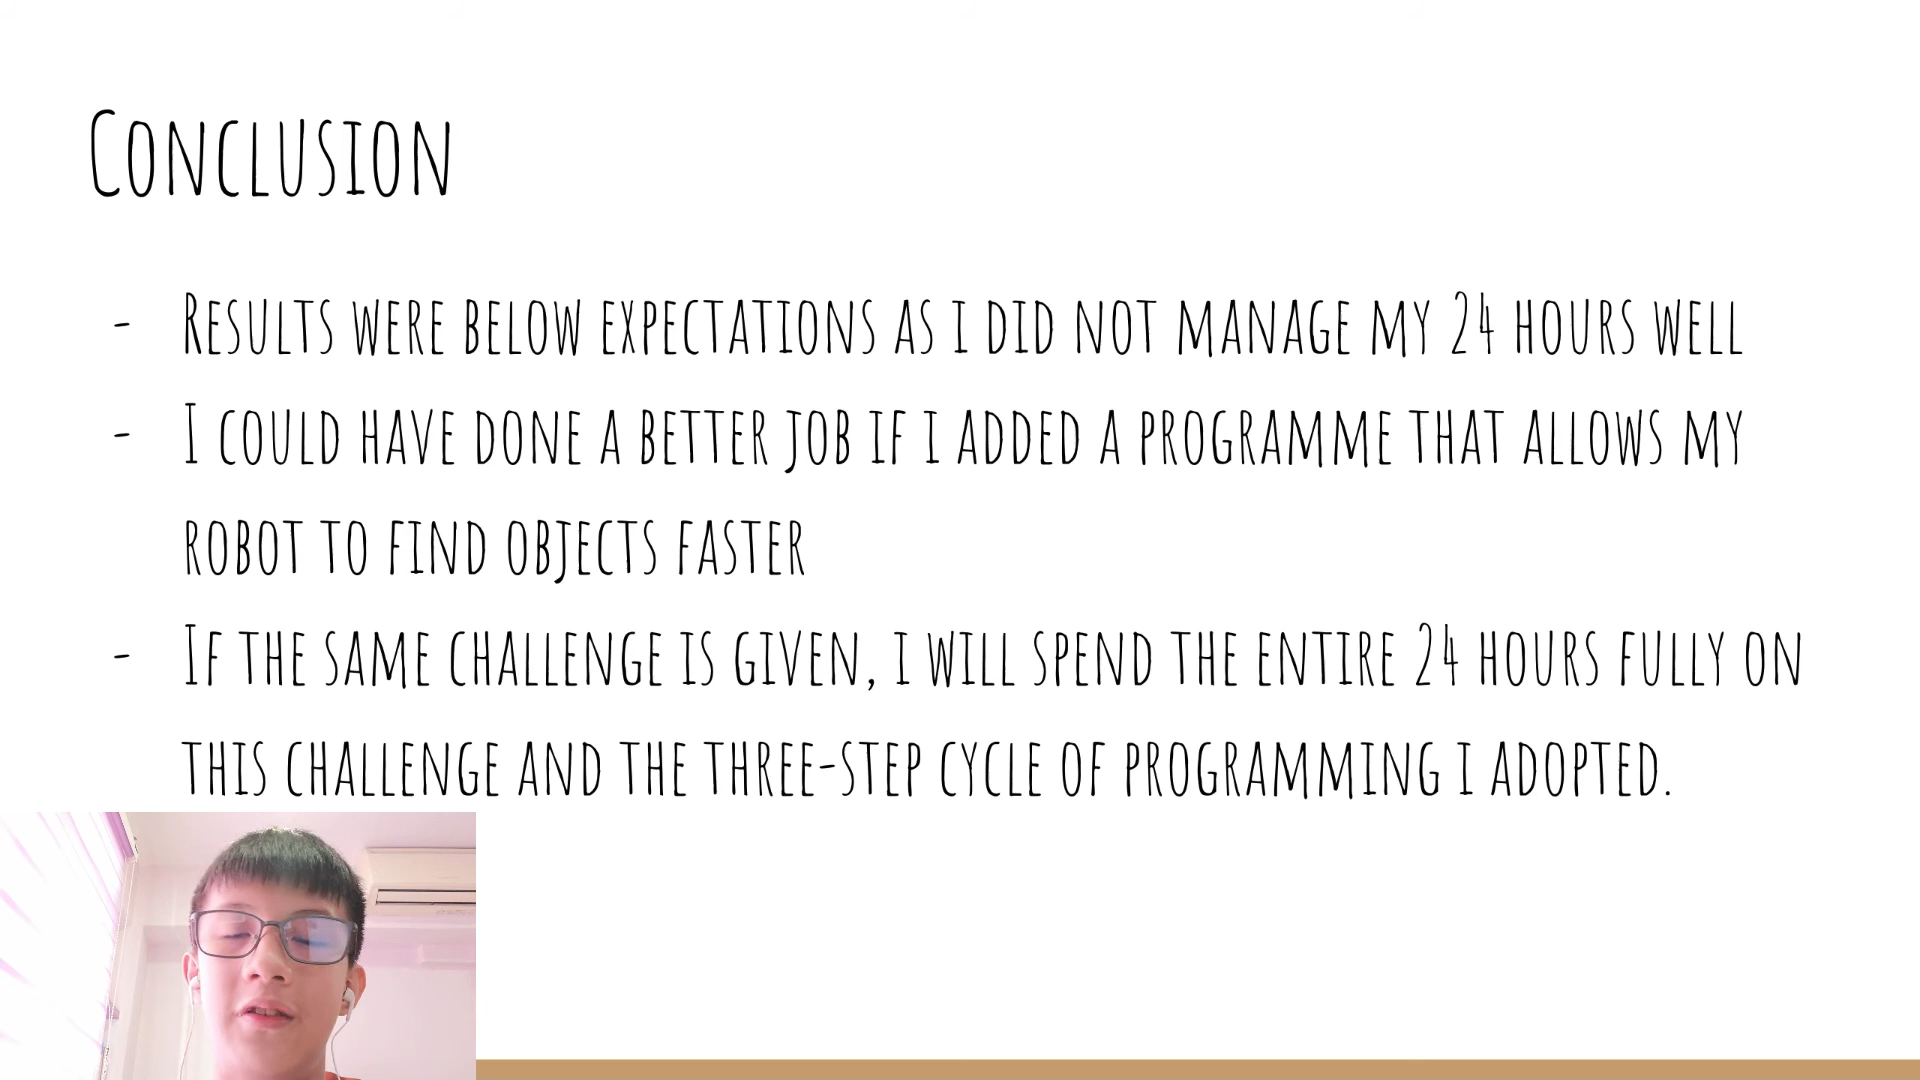 Conclusion
- Results were below expectations as i did not manage my 24 hours well
- I could have done a better job if i added a programme that allows my
robot to find objects faster
- If the same challenge is given, i will spend the entire 24 hours fully on
this challenge and the three-step cycle of programming i adopted.